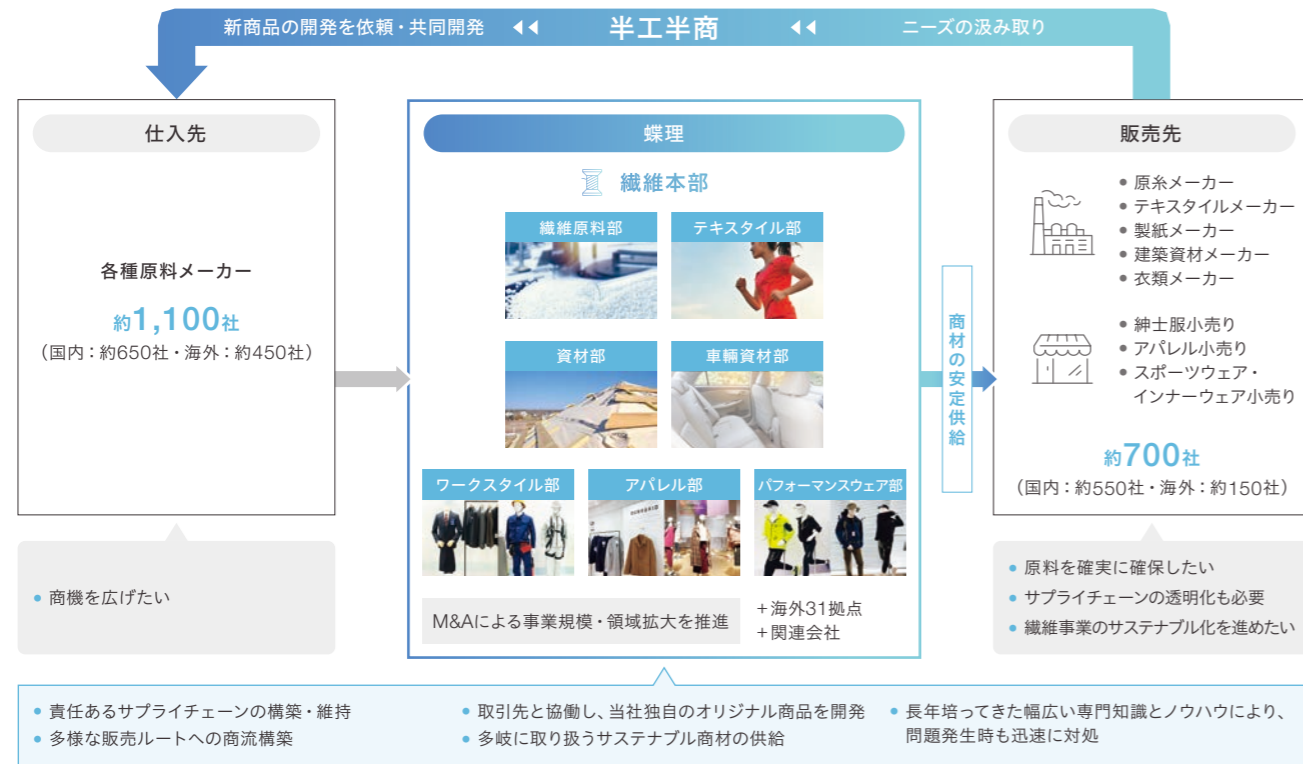 新商品の開発を依頼・共同開発 ◀◀ 半工半商 ◀◀ ニーズの汲み取り
仕入先
各種原料メーカー
約1,100社
（国内：約650社・海外：約450社）
• 商機を広げたい
蝶理
繊維本部
繊維原料部
テキスタイル部
資材部
車輛資材部
ワークスタイル部
アパレル部
パフォーマンスウェア部
M&Aによる事業規模・領域拡大を推進
+海外31拠点
+関連会社
商材の安定供給
販売先
• 原糸メーカー
• テキスタイルメーカー
• 製紙メーカー
• 建築資材メーカー
• 衣類メーカー
• 紳士服小売り
• アパレル小売り
• スポーツウェア・
インナーウェア小売り
約700社
（国内：約550社・海外：約150社）
• 原料を確実に確保したい
• サプライチェーンの透明化も必要
• 繊維事業のサステナブル化を進めたい
• 責任あるサプライチェーンの構築・維持
• 多様な販売ルートへの商流構築
• 取引先と協働し、当社独自のオリジナル商品を開発
• 多岐に取り扱うサステナブル商材の供給
• 長年培ってきた幅広い専門知識とノウハウにより、
問題発生時も迅速に対処